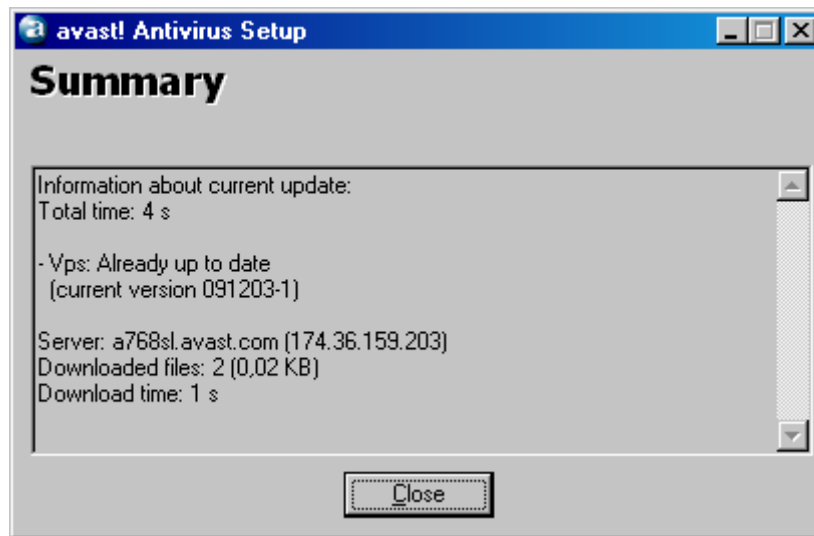 avast! Antivirus Setup
Summary
Information about current update:
Total time: 4 s
- Vps: Already up to date
(current version 091203-1)
Server: a768sl.avast.com (174.36.159.203)
Downloaded files: 2 (0,02 KB)
Download time: 1 s
Close